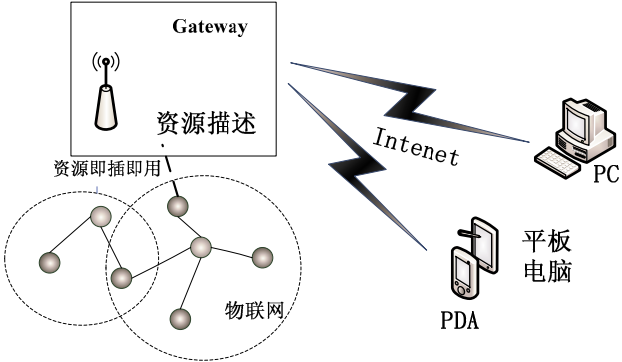 Gateway
资源描述
资源即插即用
Intenet
PC
平板
电脑
物联网
PDA